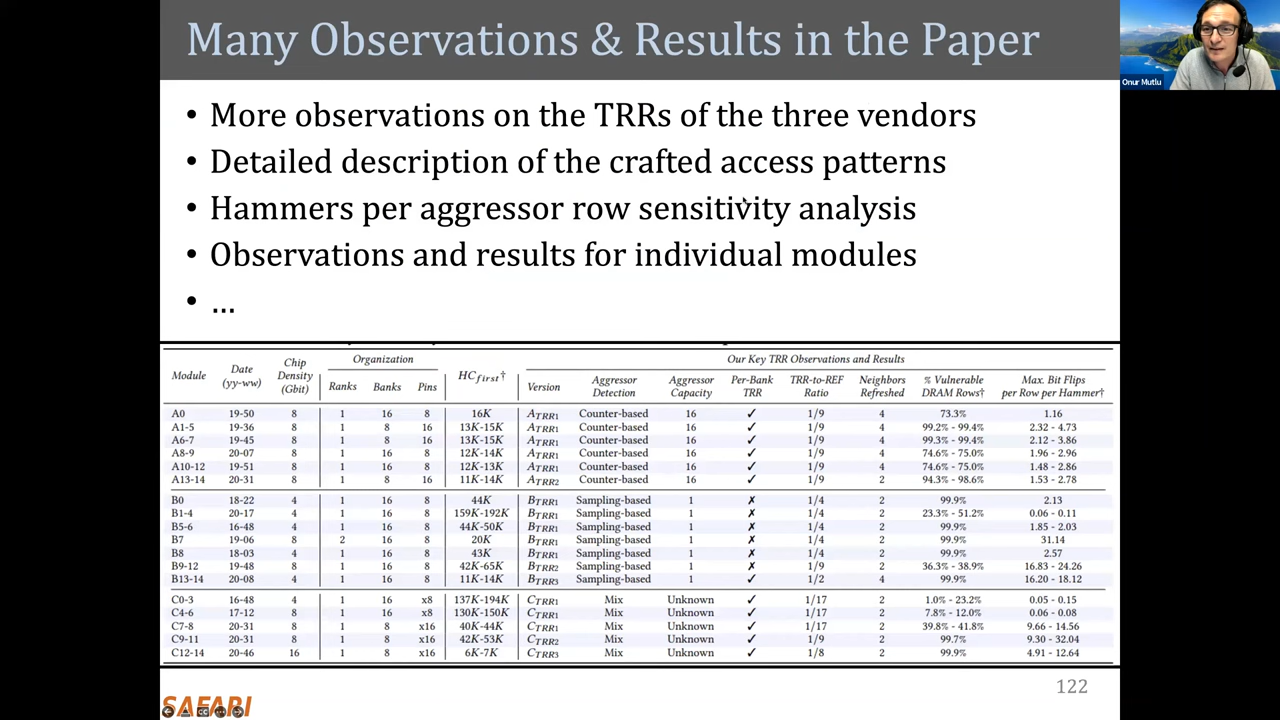 Many Observations & Results in the Paper
Onur Mutlu
• More observations on the TRRs of the three vendors
• Detailed description of the crafted access patterns
• Hammers per aggressor row sensitivity analysis
• Observations and results for individual modules
• ...
Module Date (yy-ww) Chip Density (Gbit) Organization Ranks Banks Pins HCfirst† Our Key TRR Observations and Results Version Aggressor Detection Aggressor Capacity Per-Bank TRR TRR-to-REF Ratio Neighbors Refreshed % Vulnerable DRAM Rows† Max. Bit Flips per Row per Hammer†
A0 19-50 8 1 16 8 16K ATRR1 Counter-based 16 ✓ 1/9 4 73.3% 1.16
A1-5 19-36 8 1 8 16 13K-15K ATRR1 Counter-based 16 ✓ 1/9 4 99.2% - 99.4% 2.32 - 4.73
A6-7 19-45 8 1 8 16 13K-15K ATRR1 Counter-based 16 ✓ 1/9 4 99.3% - 99.4% 2.12 - 3.86
A8-9 20-07 8 1 16 8 12K-14K ATRR1 Counter-based 16 ✓ 1/9 4 74.6% - 75.0% 1.96 - 2.96
A10-12 19-51 8 1 16 8 12K-13K ATRR1 Counter-based 16 ✓ 1/9 4 74.6% - 75.0% 1.48 - 2.86
A13-14 20-31 8 1 8 16 11K-14K ATRR2 Counter-based 16 ✓ 1/9 2 94.3% - 98.6% 1.53 - 2.78
B0 18-22 4 1 16 8 44K BTRR1 Sampling-based 1 ✗ 1/4 2 99.9% 2.13
B1-4 20-17 4 1 16 8 159K-192K BTRR1 Sampling-based 1 ✗ 1/4 2 23.3% - 51.2% 0.06 - 0.11
B5-6 16-48 4 1 16 8 44K-50K BTRR1 Sampling-based 1 ✗ 1/4 2 99.9% 1.85 - 2.03
B7 19-06 8 2 16 8 20K BTRR1 Sampling-based 1 ✗ 1/4 2 99.9% 31.14
B8 18-03 4 1 16 8 43K BTRR1 Sampling-based 1 ✗ 1/4 2 99.9% 2.57
B9-12 19-48 8 1 16 8 42K-65K BTRR2 Sampling-based 1 ✗ 1/9 2 36.3% - 38.9% 16.83 - 24.26
B13-14 20-08 4 1 16 8 11K-14K BTRR3 Sampling-based 1 ✓ 1/2 4 99.9% 16.20 - 18.12
C0-3 16-48 4 1 16 x8 137K-194K CTRR1 Mix Unknown ✓ 1/17 2 1.0% - 23.2% 0.05 - 0.15
C4-6 17-12 8 1 16 x8 130K-150K CTRR1 Mix Unknown ✓ 1/17 2 7.8% - 12.0% 0.06 - 0.08
C7-8 20-31 8 1 8 x16 40K-44K CTRR1 Mix Unknown ✓ 1/17 2 39.8% - 41.8% 9.66 - 14.56
C9-11 20-31 8 1 8 x16 42K-53K CTRR2 Mix Unknown ✓ 1/9 2 99.7% 9.30 - 32.04
C12-14 20-46 16 1 8 x16 6K-7K CTRR3 Mix Unknown ✓ 1/8 2 99.9% 4.91 - 12.64
122
SAFARI